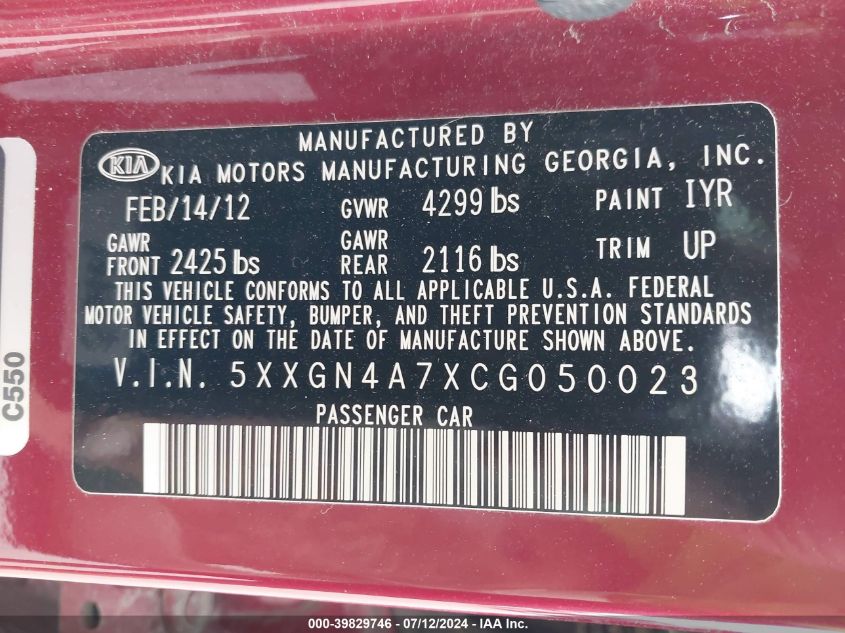 MANUFACTURED BY
KIA KIA MOTORS MANUFACTURING GEORGIA, INC.
FEB/14/12 GVWR 4299 lbs PAINT IYR
GAWR FRONT 2425 lbs GAWR REAR 2116 lbs TRIM UP
THIS VEHICLE CONFORMS TO ALL APPLICABLE U.S.A. FEDERAL
MOTOR VEHICLE SAFETY, BUMPER, AND THEFT PREVENTION STANDARDS
IN EFFECT ON THE DATE OF MANUFACTURE SHOWN ABOVE.
V.I.N. 5XXGN4A7XCG050023
PASSENGER CAR
C550
000-39829746 - 07/12/2024 - IAA Inc.